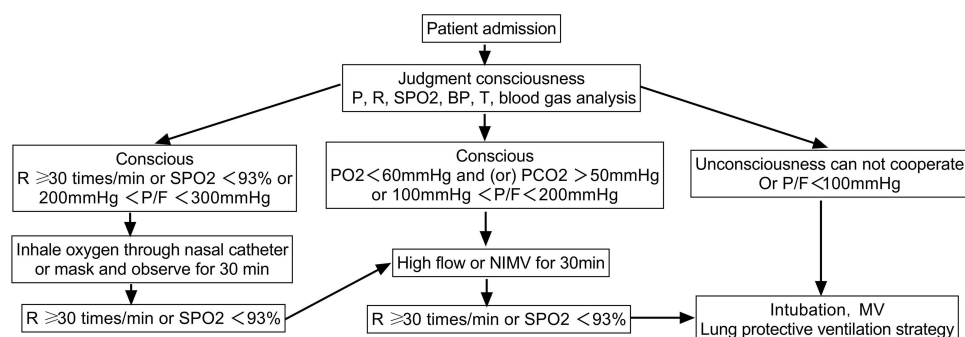 Patient admission
Judgment consciousness
P, R, SPO2, BP, T, blood gas analysis
Conscious
R ⩾30 times/min or SPO2 <93% or
200mmHg <P/F <300mmHg
Conscious
PO2<60mmHg and (or) PCO2 >50mmHg
or 100mmHg <P/F<200mmHg
Unconsciousness can not cooperate
Or P/F<100mmHg
Inhale oxygen through nasal catheter
or mask and observe for 30 min
High flow or NIMV for 30min
R ⩾30 times/min or SPO2 <93%
R ⩾30 times/min or SPO2 <93%
Intubation, MV
Lung protective ventilation strategy